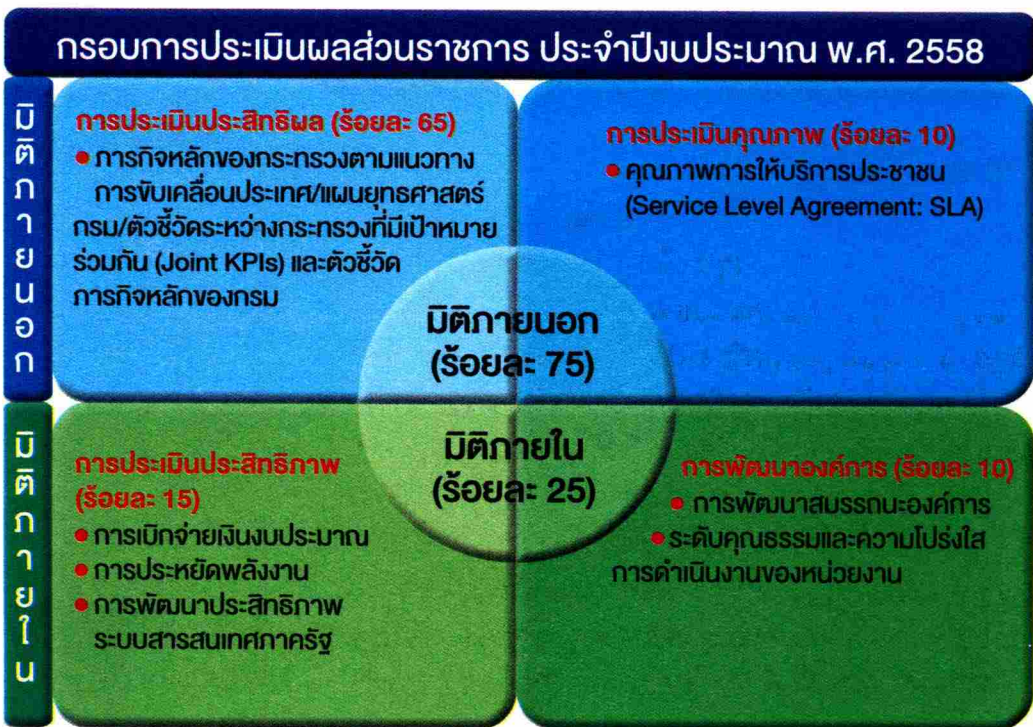 กรอบการประเมินผลส่วนราชการ ประจำปีงบประมาณ พ.ศ. 2558
มิติภายนอก
การประเมินประสิทธิผล (ร้อยละ 65)
• ภารกิจหลักของกระทรวงตามแนวทาง
การขับเคลื่อนประเทศ/แผนยุทธศาสตร์
กรม/ตัวชี้วัดระหว่างกระทรวงที่มีเป้าหมาย
ร่วมกัน (Joint KPIs) และตัวชี้วัด
ภารกิจหลักของกรม
การประเมินคุณภาพ (ร้อยละ 10)
• คุณภาพการให้บริการประชาชน
(Service Level Agreement: SLA)
มิติภายนอก
(ร้อยละ 75)
มิติภายใน
(ร้อยละ 25)
มิติภายใน
การประเมินประสิทธิภาพ
(ร้อยละ 15)
• การเบิกจ่ายเงินงบประมาณ
• การประหยัดพลังงาน
• การพัฒนาประสิทธิภาพ
ระบบสารสนเทศภาครัฐ
การพัฒนาองค์การ (ร้อยละ 10)
• การพัฒนาสมรรถนะองค์การ
• ระดับคุณธรรมและความโปร่งใส
การดำเนินงานของหน่วยงาน